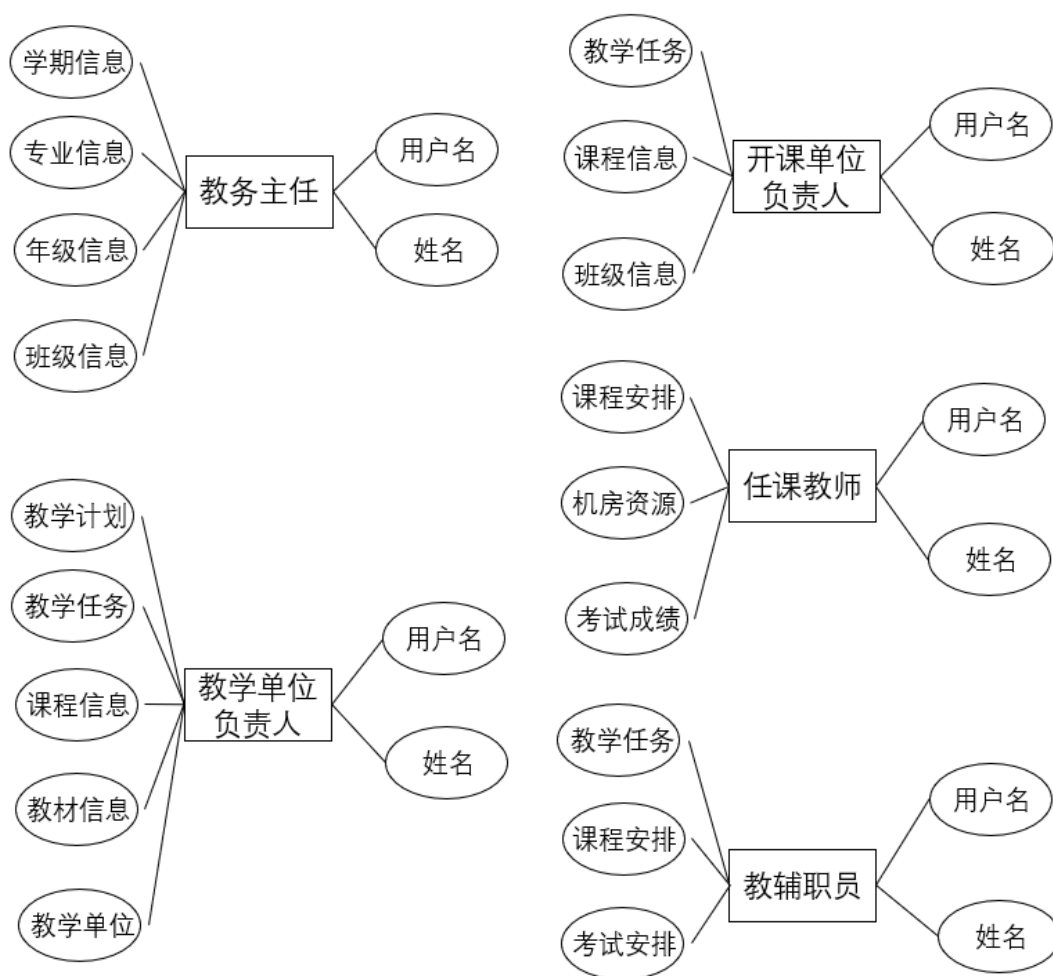 学期信息
专业信息
年级信息
班级信息
教务主任
用户名
姓名
教学任务
课程信息
班级信息
开课单位
负责人
用户名
姓名
课程安排
机房资源
考试成绩
任课教师
用户名
姓名
教学计划
教学任务
课程信息
教材信息
教学单位
教学单位
负责人
用户名
姓名
教学任务
课程安排
考试安排
教辅职员
用户名
姓名